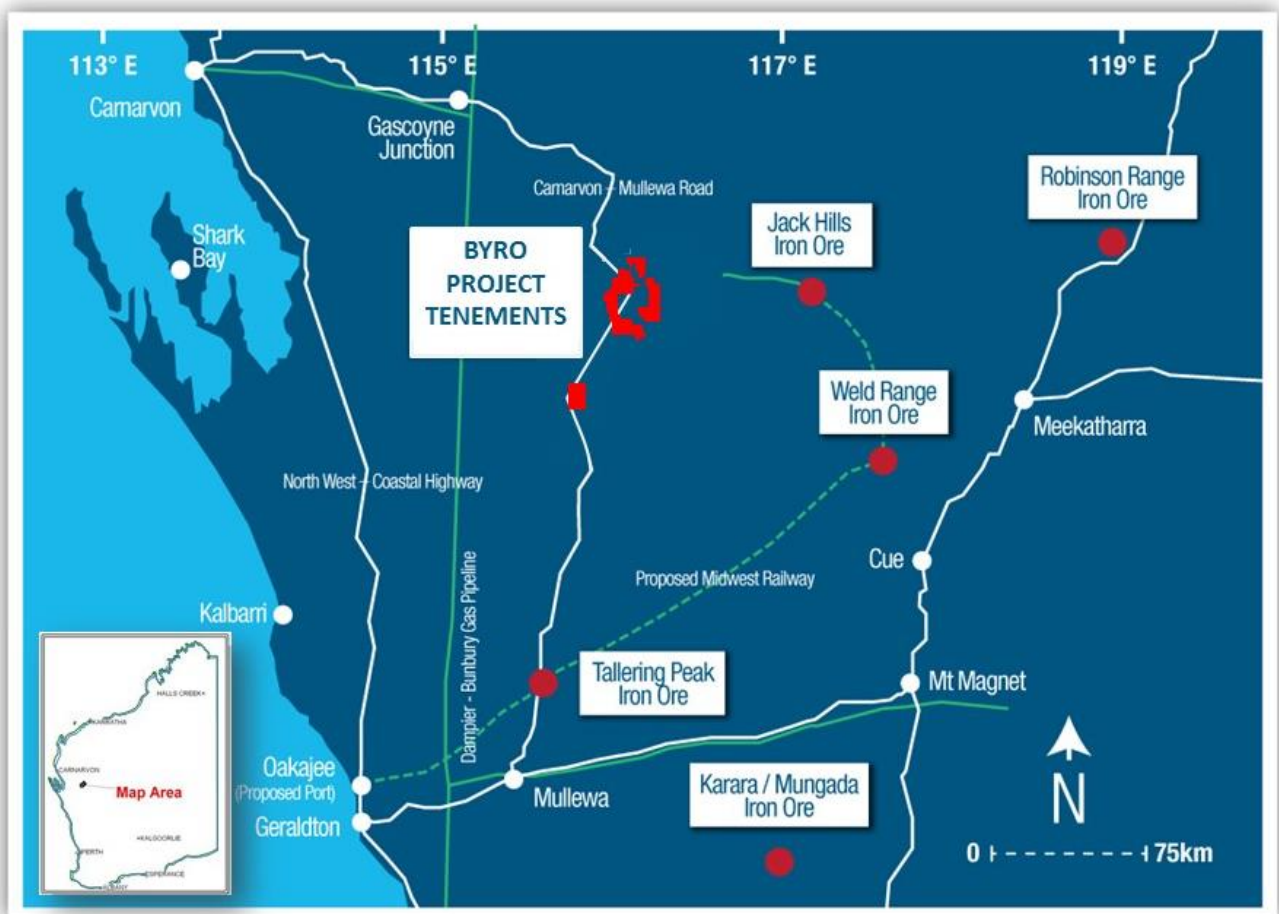 113° E
115° E
117° E
119° E
Carnarvon
Gascoyne
Junction
Carnarvon - Mullewa Road
Robinson Range
Iron Ore
Jack Hills
Iron Ore
Shark
Bay
BYRO
PROJECT
TENEMENTS
Weld Range
Iron Ore
Meekatharra
North West - Coastal Highway
Cue
Dampier - Bunbury Gas Pipeline
Proposed Midwest Railway
Kalbarri
Tallering Peak
Iron Ore
Mt Magnet
Oakajee
(Proposed Port)
Geraldton
Mullewa
Karara / Mungada
Iron Ore
N
0
75km
HALLS CREEK
KARRATHA
CARNARVON
Map Area
KALGOORLIE
PERTH
ESPERANCE
ALBANY